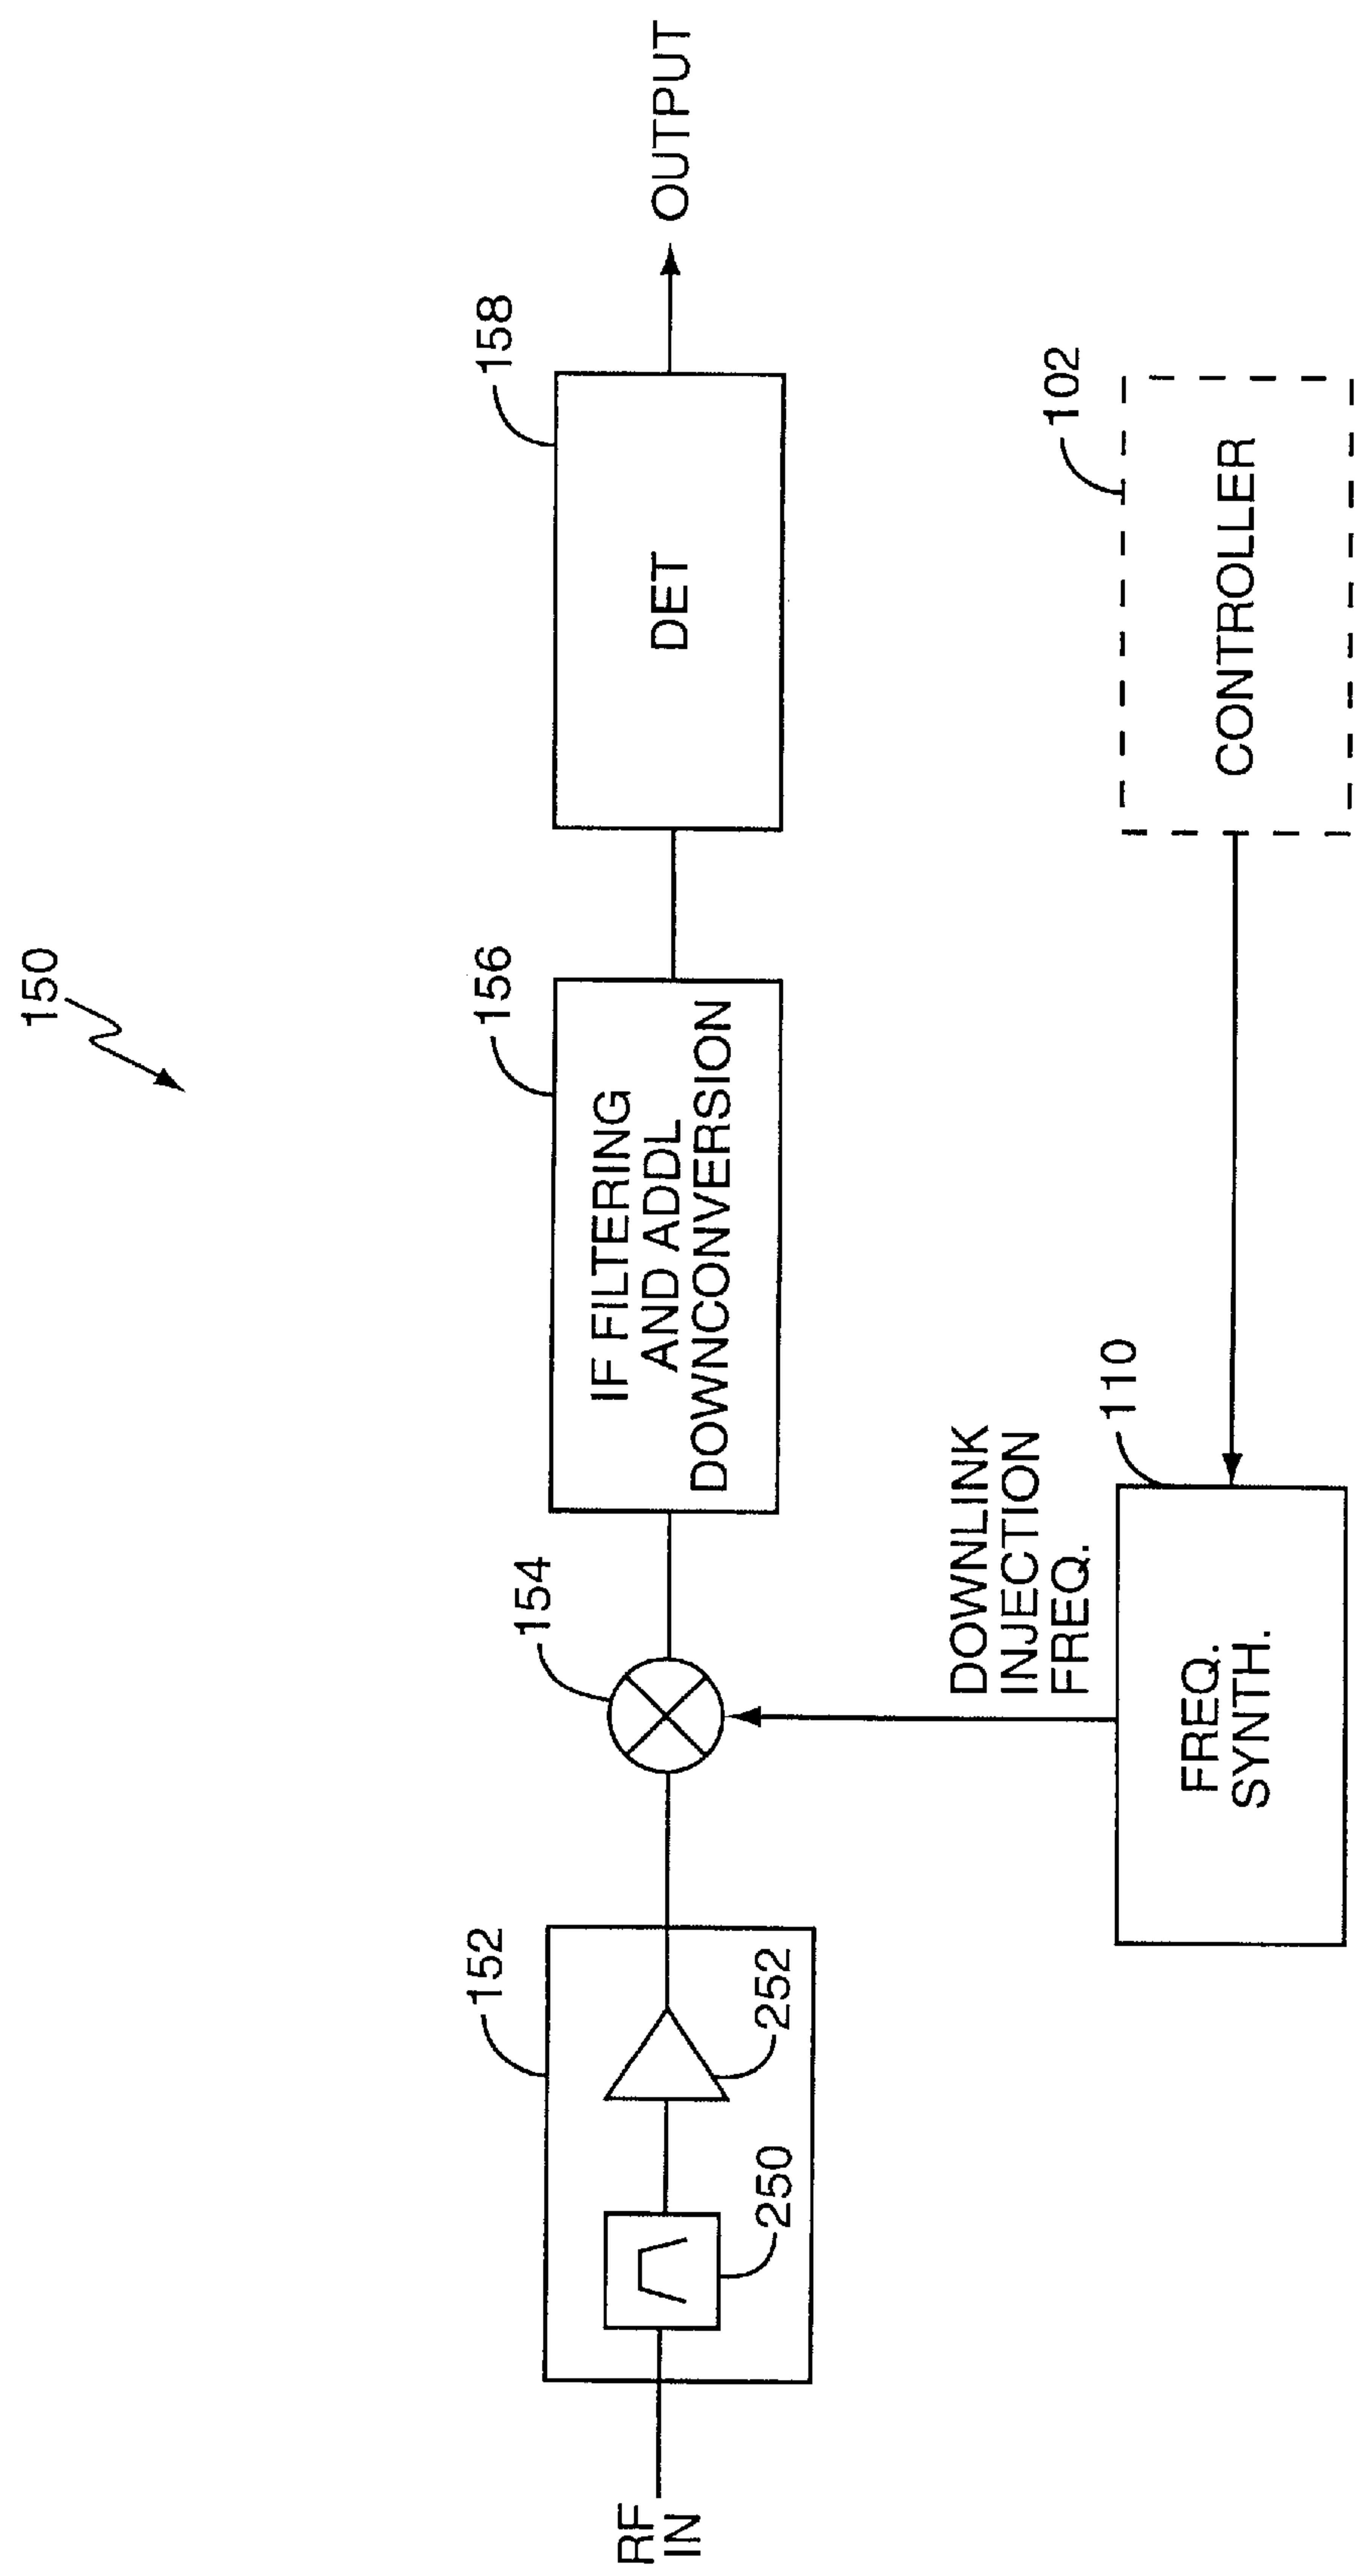 150
152
154
156
158
RF
IN
250
252
IF FILTERING
AND ADDL
DOWNCONVERSION
DET
OUTPUT
DOWNLINK
INJECTION
FREQ.
110
102
FREQ.
SYNTH.
CONTROLLER